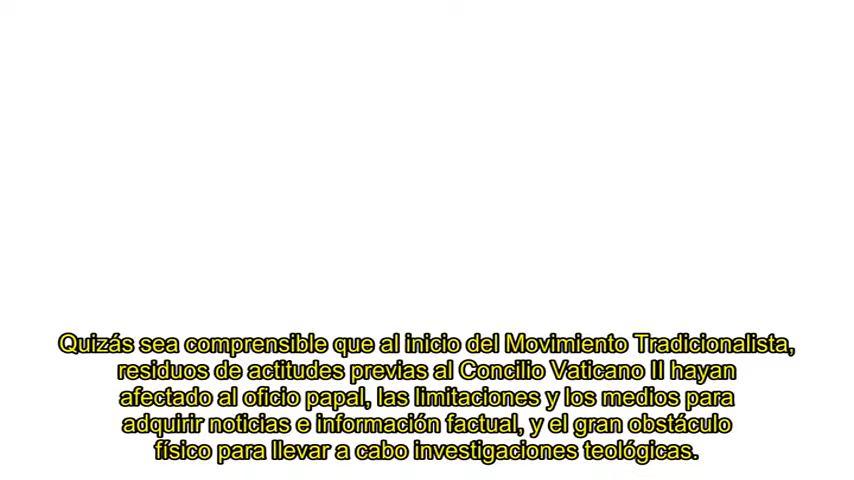 Quizás sea comprensible que al inicio del Movimiento Tradicionalista,
residuos de actitudes previas al Concilio Vaticano II hayan
afectado al oficio papal, las limitaciones y los medios para
adquirir noticias e información factual, y el gran obstáculo
físico para llevar a cabo investigaciones teológicas.